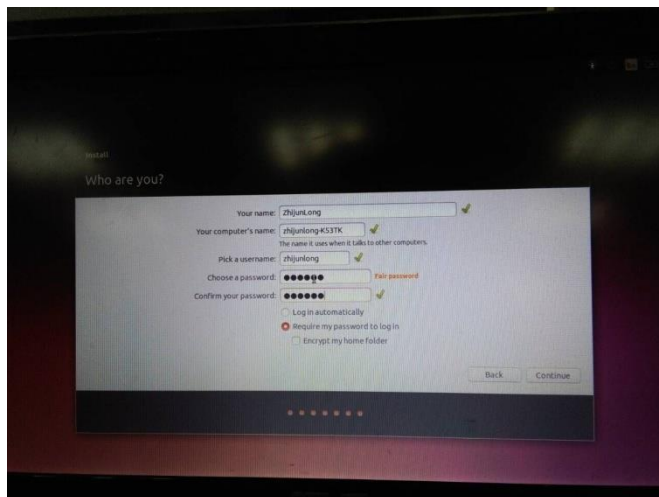 Install
Who are you?
Your name: ZhijunLong
Your computer's name: zhijunlong-K53TK
The name it uses when it talks to other computers.
Pick a username: zhijunlong
Choose a password: ●●●●●● Fair password
Confirm your password: ●●●●●●
Log in automatically
Require my password to log in
Encrypt my home folder
Back Continue